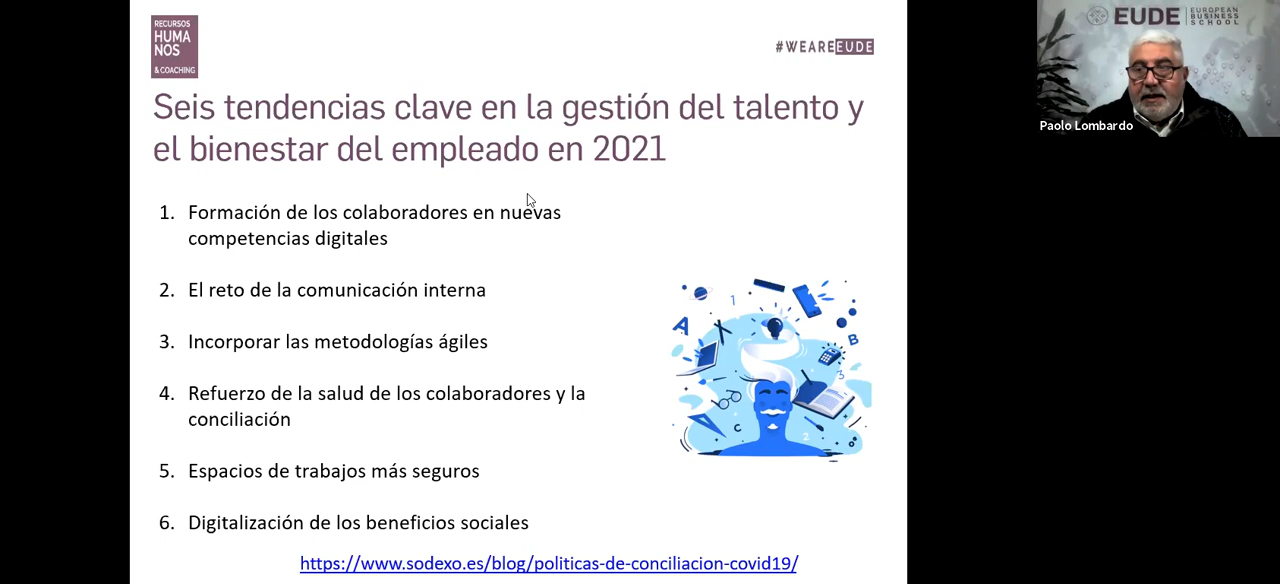 RECURSOS
HUMA
NOS
& COACHING
#WEAREEUDE
Seis tendencias clave en la gestión del talento y
el bienestar del empleado en 2021
1. Formación de los colaboradores en nuevas
competencias digitales
2. El reto de la comunicación interna
3. Incorporar las metodologías ágiles
4. Refuerzo de la salud de los colaboradores y la
conciliación
5. Espacios de trabajos más seguros
6. Digitalización de los beneficios sociales
https://www.sodexo.es/blog/politicas-de-conciliacion-covid19/
1
A
B
3
C
2
EUDE
EUROPEAN
BUSINESS
SCHOOL
Paolo Lombardo